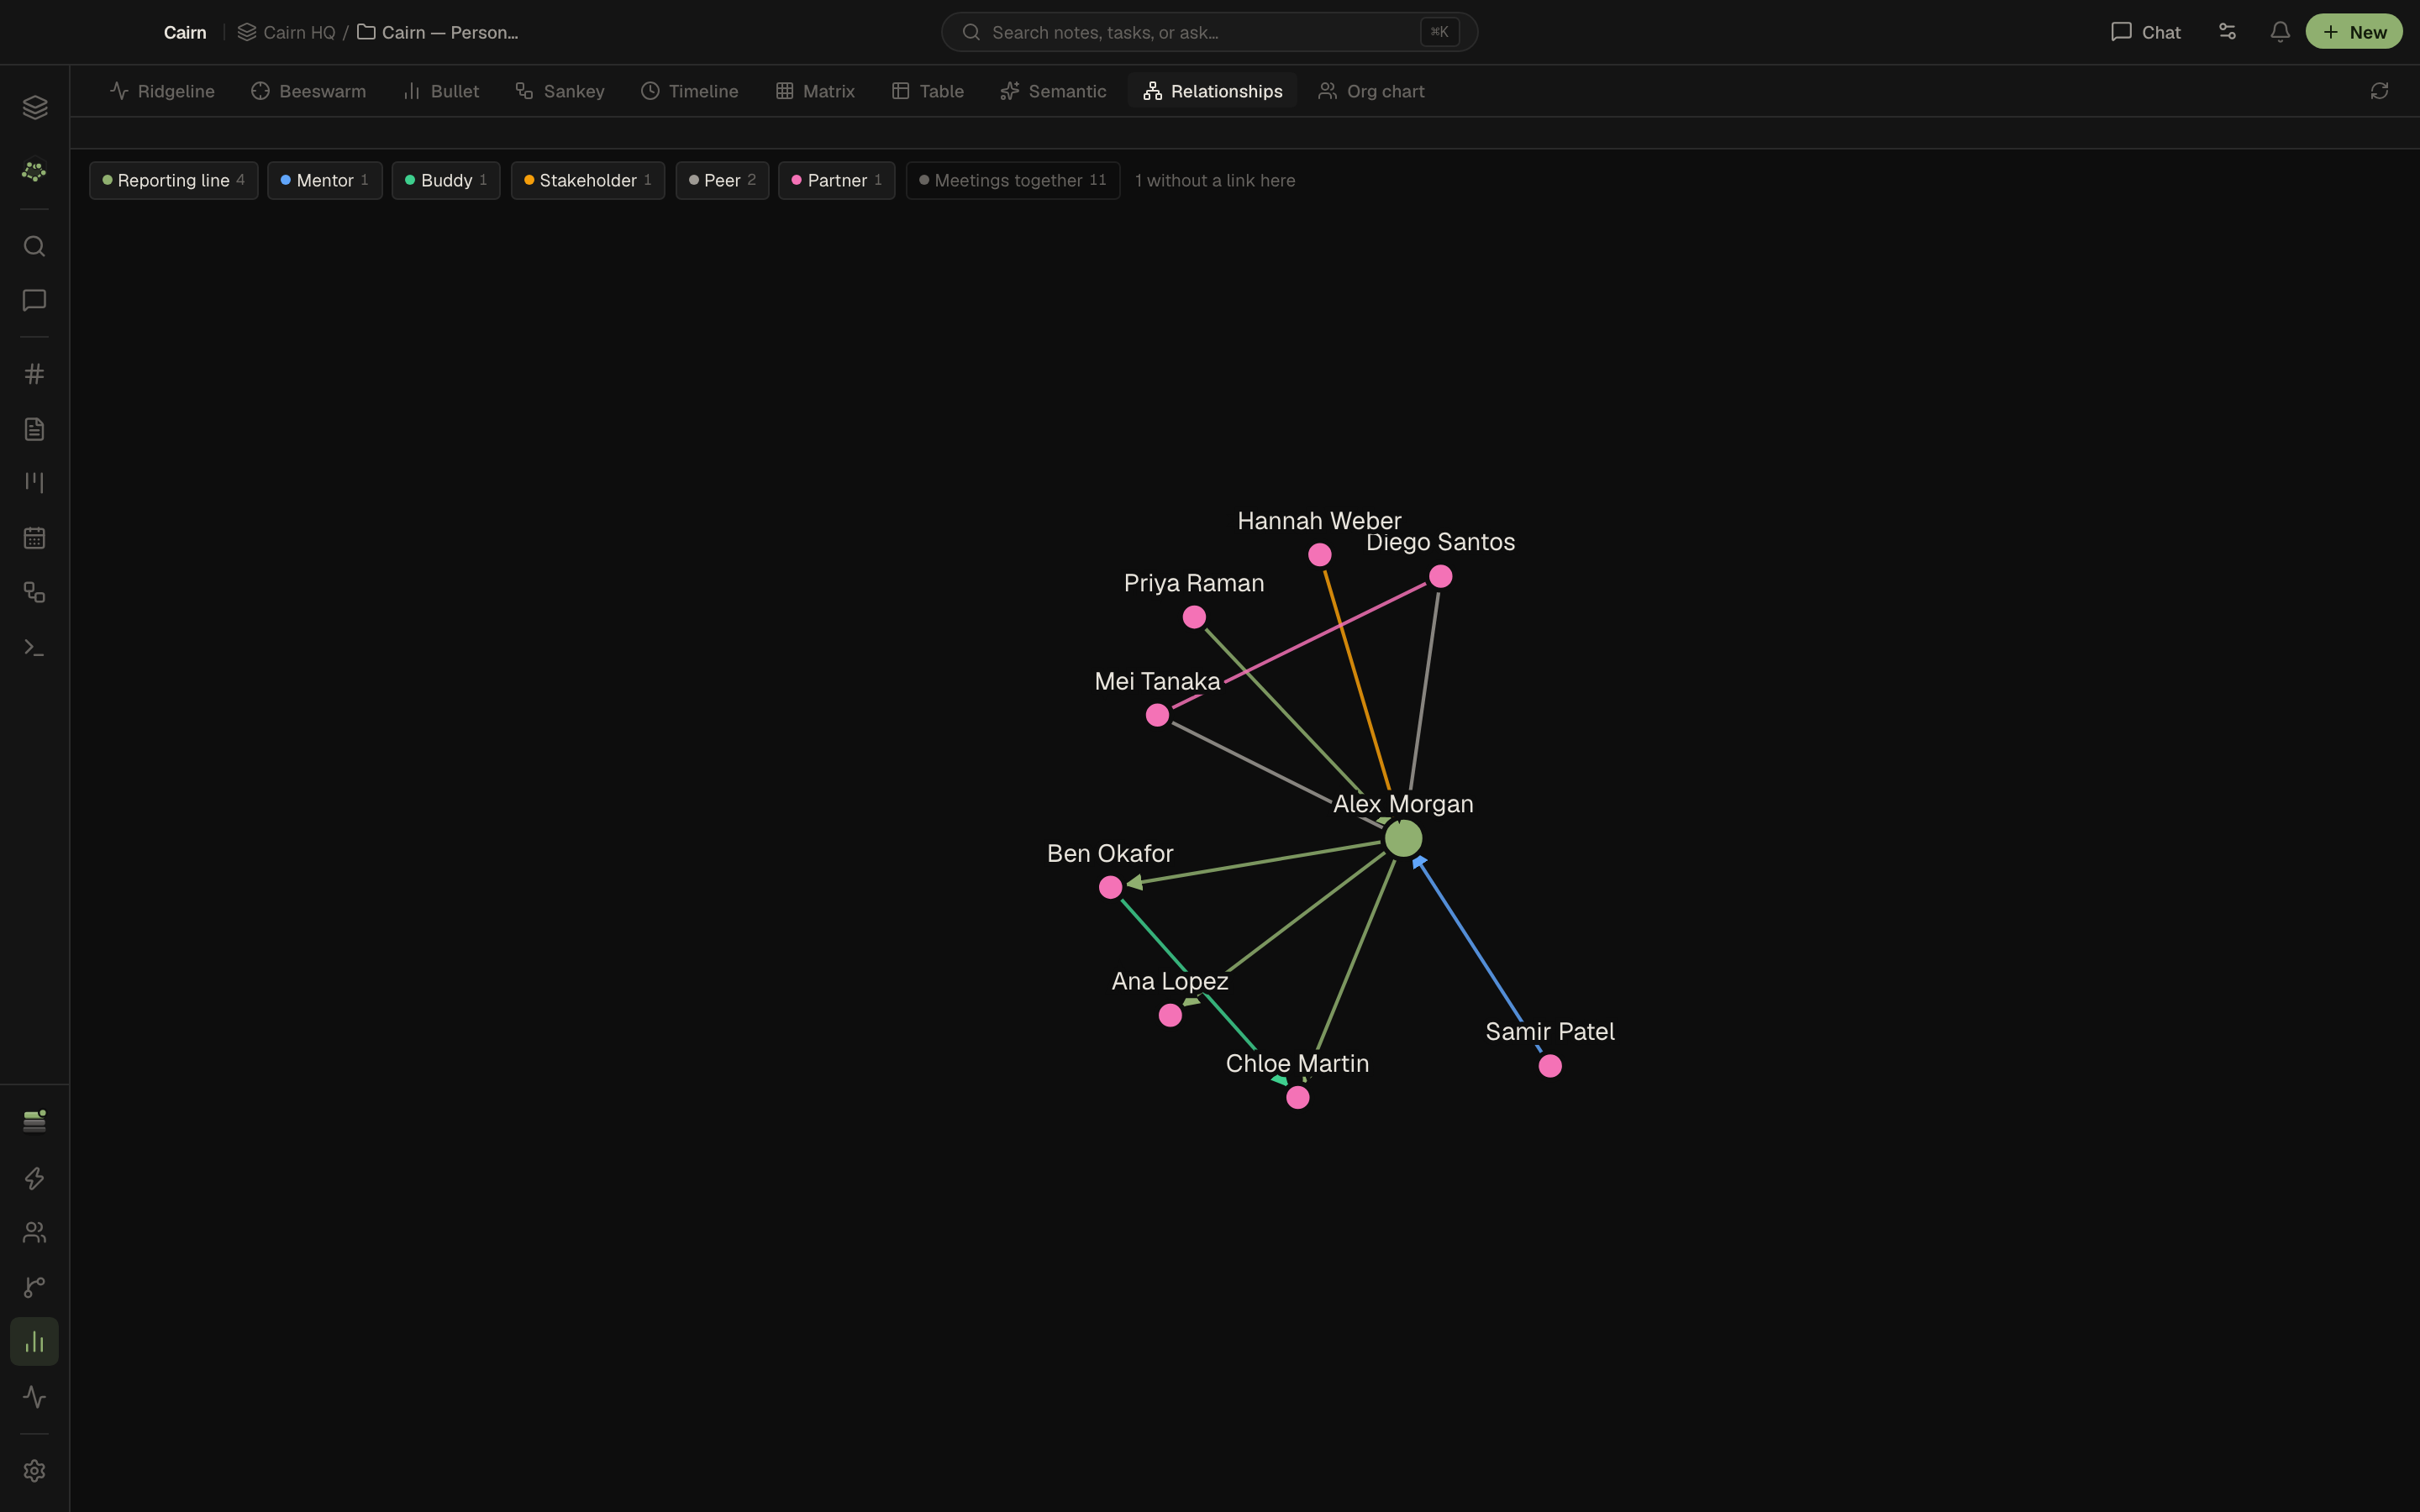 Cairn
Cairn HQ / Cairn — Person...
Search notes, tasks, or ask...
⌘K
Chat
New
Ridgeline
Beeswarm
Bullet
Sankey
Timeline
Matrix
Table
Semantic
Relationships
Org chart
Reporting line 4
Mentor 1
Buddy 1
Stakeholder 1
Peer 2
Partner 1
Meetings together 11
1 without a link here
Hannah Weber
Diego Santos
Priya Raman
Mei Tanaka
Alex Morgan
Ben Okafor
Ana Lopez
Samir Patel
Chloe Martin